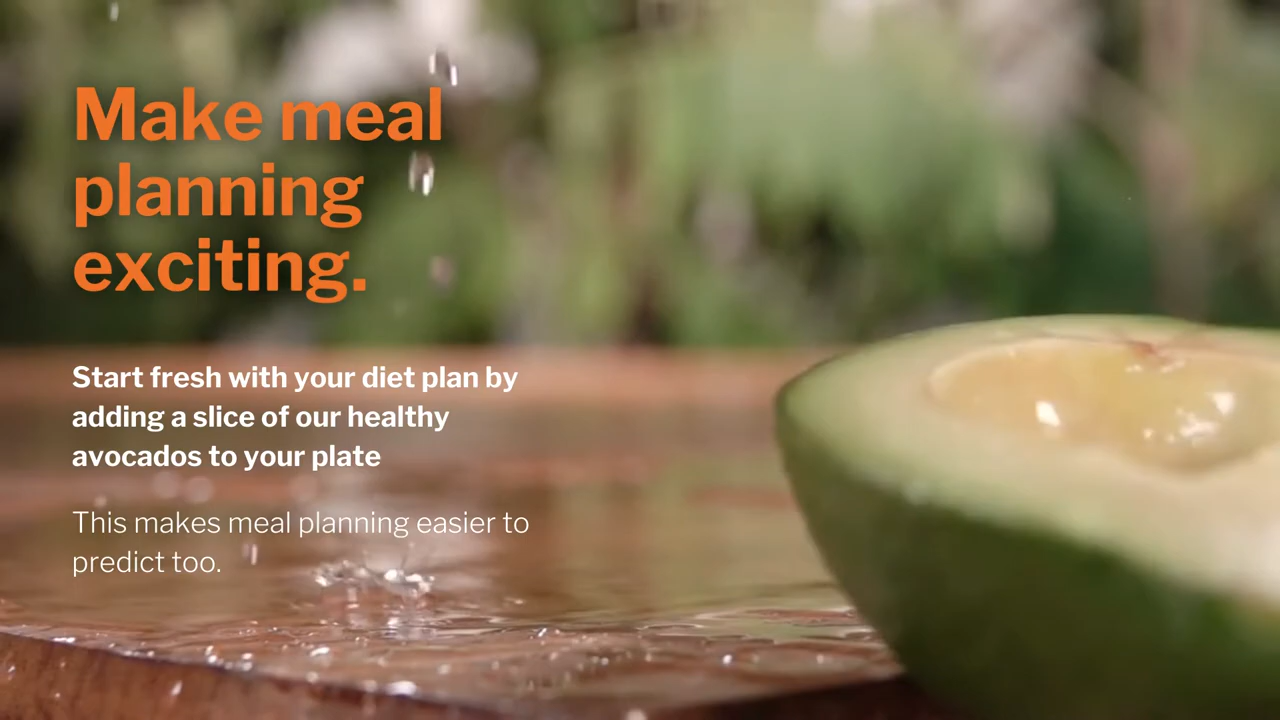 Make meal
planning
exciting.
Start fresh with your diet plan by
adding a slice of our healthy
avocados to your plate
This makes meal planning easier to
predict too.